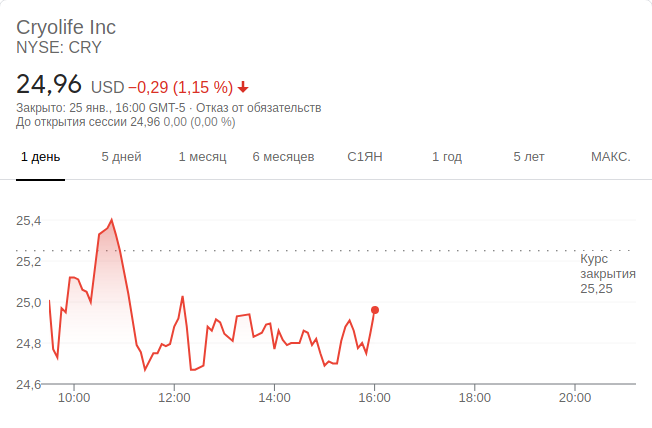 Cryolife Inc
NYSE: CRY
24,96 USD −0,29 (1,15 %)
Закрыто: 25 янв., 16:00 GMT-5 · Отказ от обязательств
До открытия сессии 24,96 0,00 (0,00 %)
1 день 5 дней 1 месяц 6 месяцев С1ЯН 1 год 5 лет МАКС.
25,4
25,2
25,0
24,8
24,6
Курс
закрытия
25,25
10:00 12:00 14:00 16:00 18:00 20:00